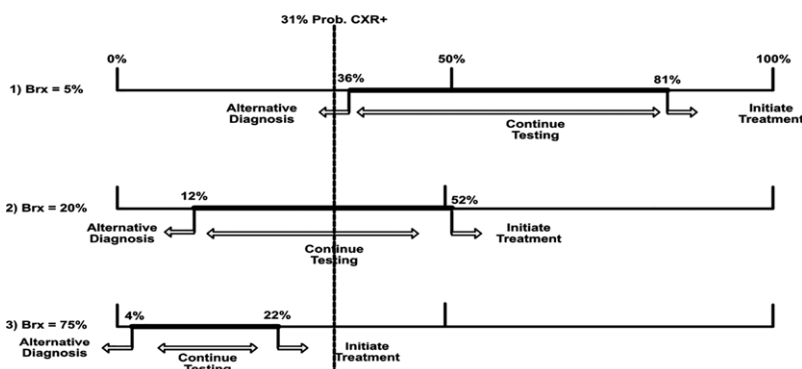 31% Prob. CXR+
0% 50% 100%
1) Brx = 5% 36% 81%
Alternative Diagnosis Continue Testing Initiate Treatment
12% 52%
2) Brx = 20%
Alternative Diagnosis Continue Testing Initiate Treatment
4% 22%
3) Brx = 75%
Alternative Diagnosis Continue Testing Initiate Treatment